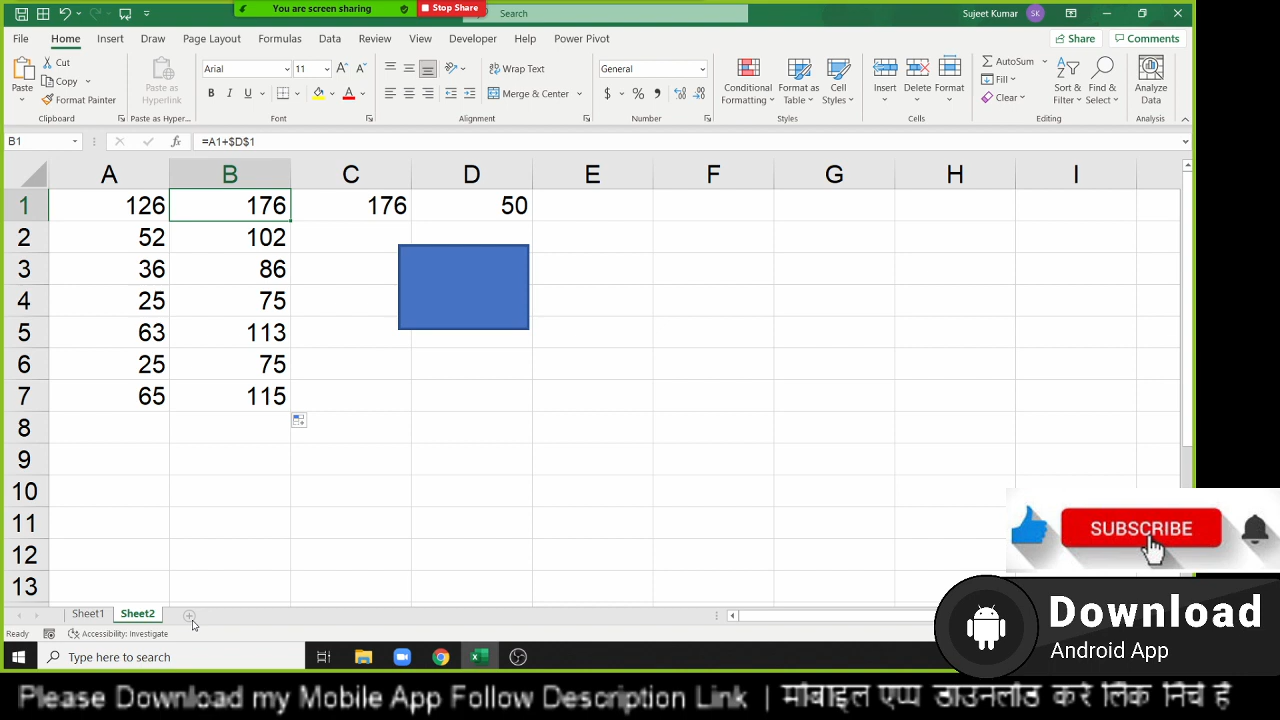 You are screen sharing
Stop Share
Search
Sujeet Kumar
SK
File Home Insert Draw Page Layout Formulas Data Review View Developer Help Power Pivot
Share
Comments
Paste
Cut
Copy
Format Painter
Clipboard
Paste as Hyperlink
Paste as Hyper...
Arial
11
B I U
Font
Wrap Text
Merge & Center
Alignment
General
$ % ,
Number
Conditional Formatting
Format as Table
Cell Styles
Styles
Insert
Delete
Format
Cells
AutoSum
Fill
Clear
Sort & Filter
Find & Select
Editing
Analyze Data
Analysis
B1
fx
=A1+$D$1
A B C D E F G H I
1 126 176 176 50
2 52 102
3 36 86
4 25 75
5 63 113
6 25 75
7 65 115
8
9
10
11
12
13
SUBSCRIBE
Sheet1
Sheet2
Ready
Accessibility: Investigate
Type here to search
Download
Android App
Please Download my Mobile App Follow Description Link | मोबाइल एप्प डाउनलोड करे लिंक निचे है